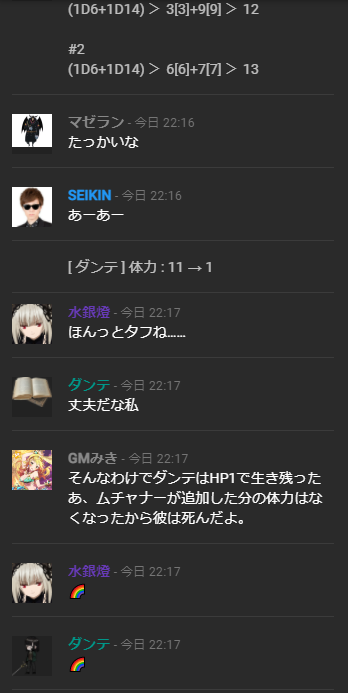 (1D6+1D14) ＞ 3[3]+9[9] ＞ 12
#2
(1D6+1D14) ＞ 6[6]+7[7] ＞ 13
マゼラン - 今日 22:16
たっかいな
SEIKIN - 今日 22:16
あーあー
[ ダンテ ] 体力 : 11 → 1
水銀燈 - 今日 22:17
ほんっとタフね……
ダンテ - 今日 22:17
丈夫だな私
GMみき - 今日 22:17
そんなわけでダンテはHP1で生き残った
あ、ムチャナーが追加した分の体力はな
くなったから彼は死んだよ。
水銀燈 - 今日 22:17
🌈
ダンテ - 今日 22:17
🌈